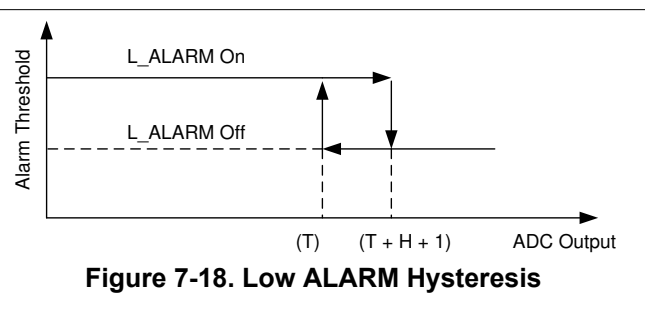 L_ALARM On
Alarm Threshold
L_ALARM Off
(T)
(T + H + 1)
ADC Output
Figure 7-18. Low ALARM Hysteresis